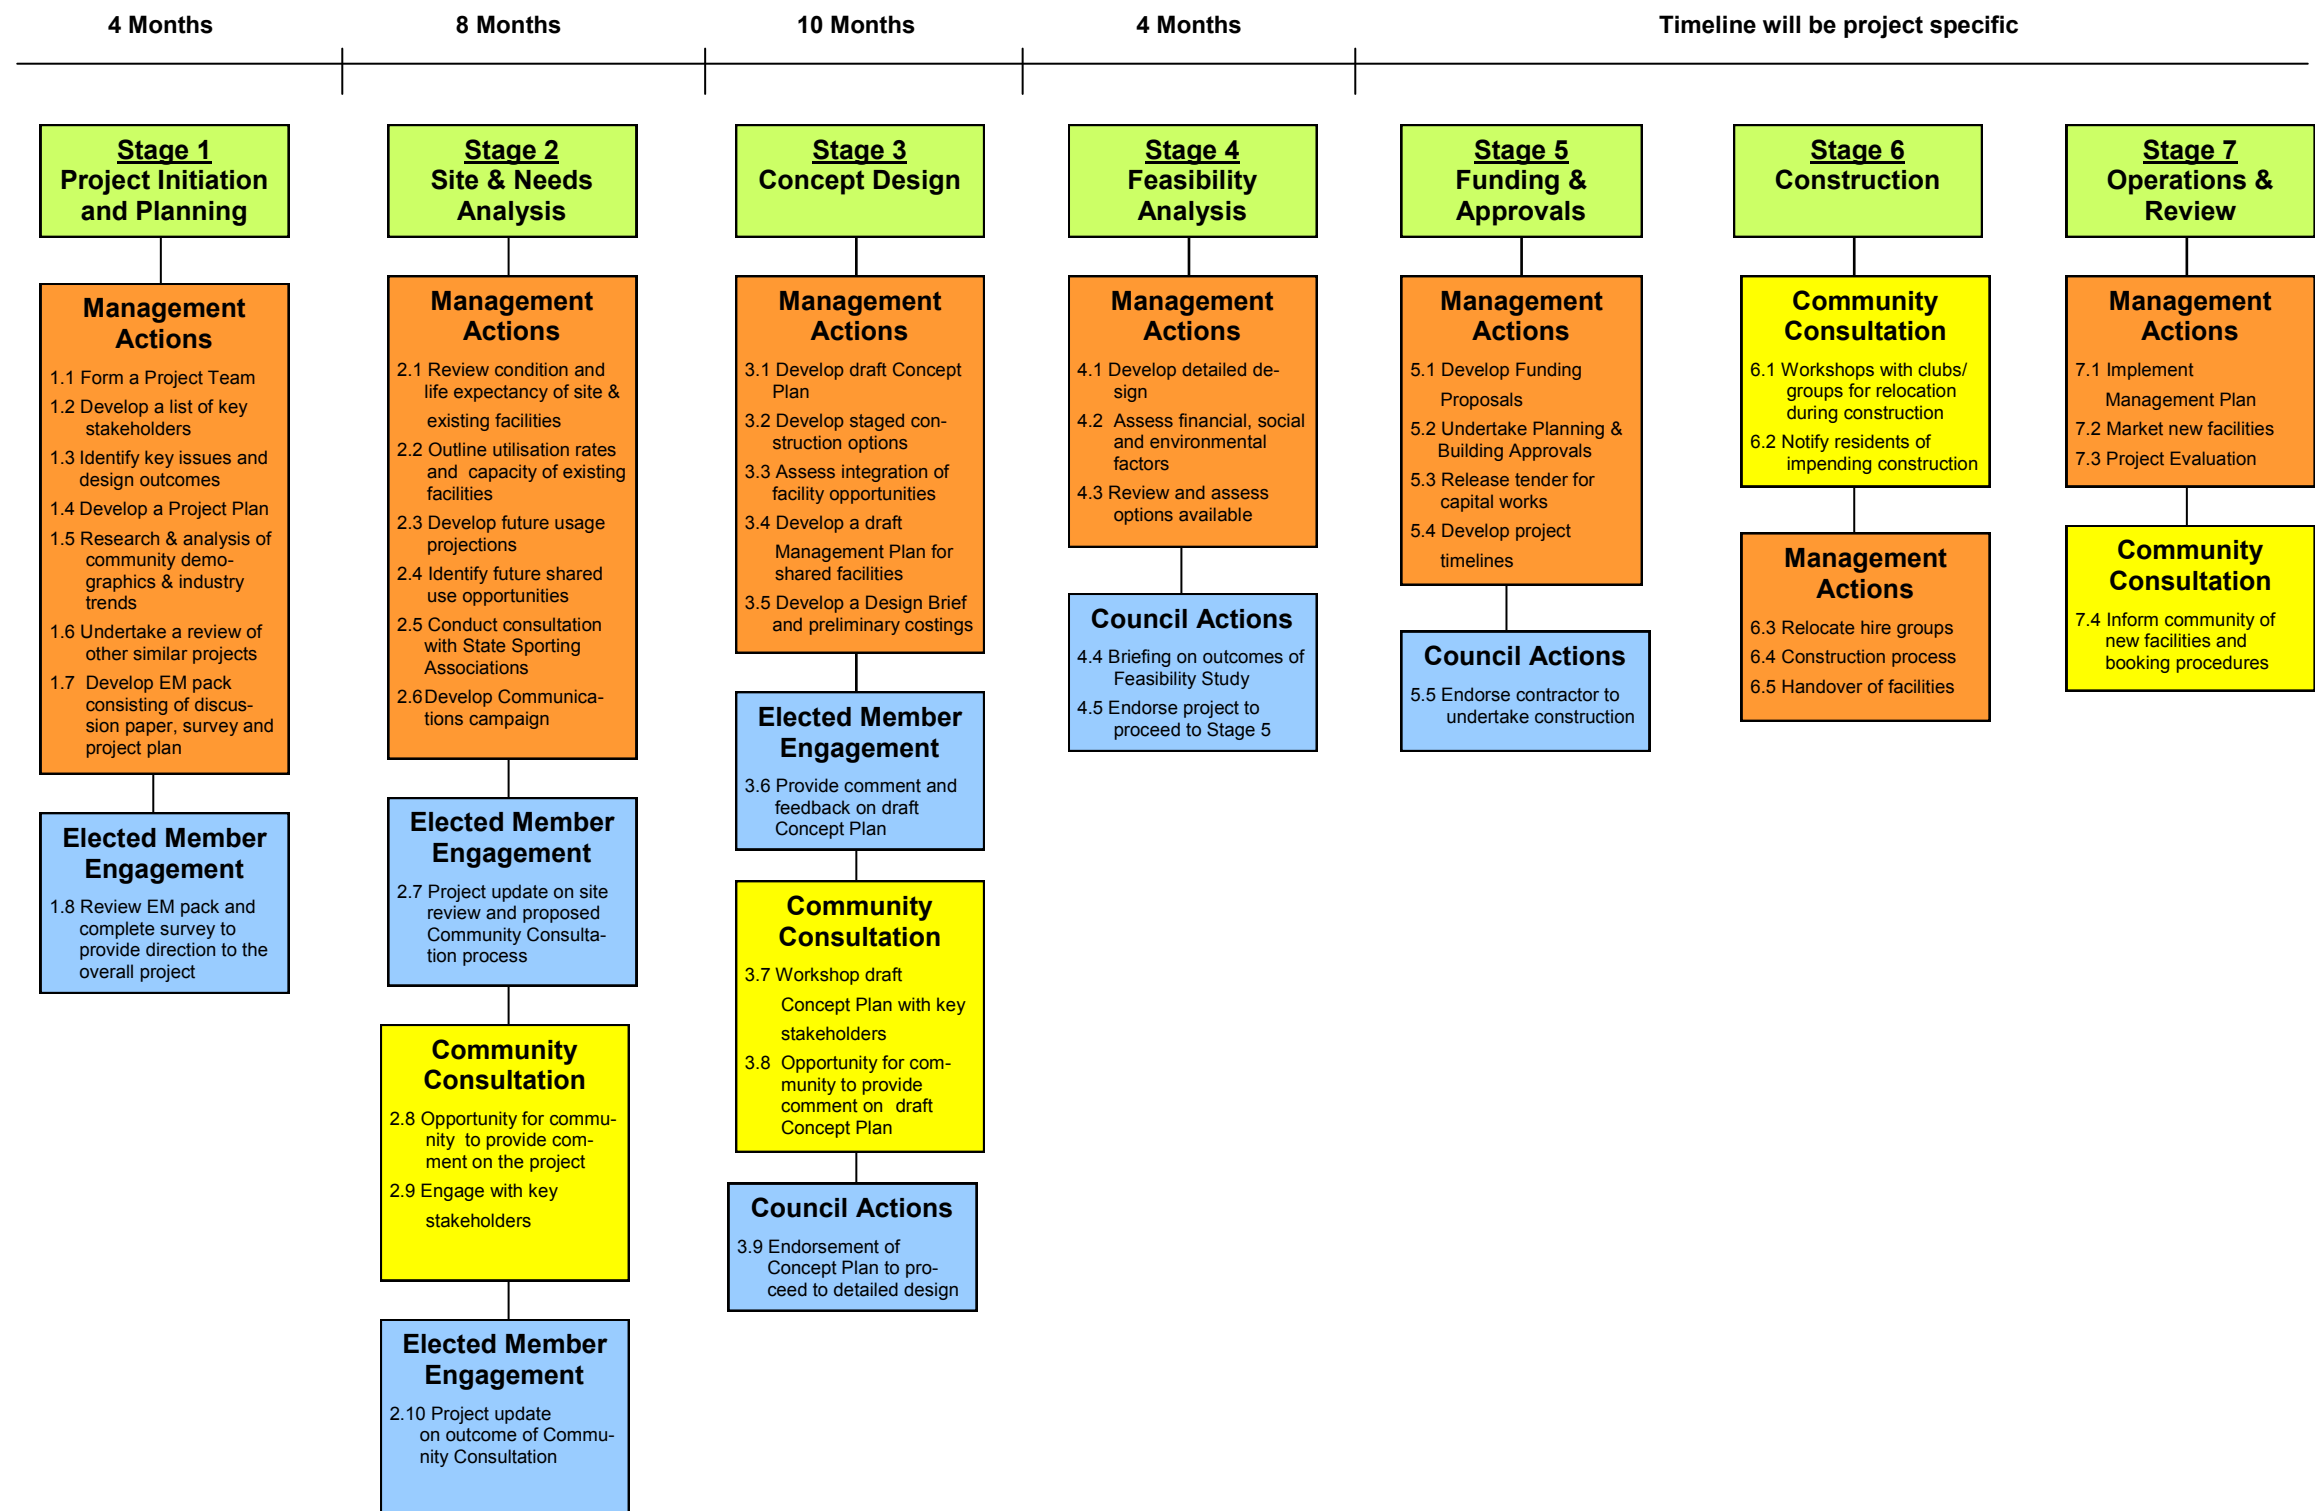 4 Months
8 Months
10 Months
4 Months
Timeline will be project specific
Stage 1
Project Initiation
and Planning
Management
Actions
1.1 Form a Project Team
1.2 Develop a list of key
stakeholders
1.3 Identify key issues and
design outcomes
1.4 Develop a Project Plan
1.5 Research & analysis of
community demo-
graphics & industry
trends
1.6 Undertake a review of
other similar projects
1.7 Develop EM pack
consisting of discus-
sion paper, survey and
project plan
Elected Member
Engagement
1.8 Review EM pack and
complete survey to
provide direction to the
overall project
Stage 2
Site & Needs
Analysis
Management
Actions
2.1 Review condition and
life expectancy of site &
existing facilities
2.2 Outline utilisation rates
and capacity of existing
facilities
2.3 Develop future usage
projections
2.4 Identify future shared
use opportunities
2.5 Conduct consultation
with State Sporting
Associations
2.6 Develop Communica-
tions campaign
Elected Member
Engagement
2.7 Project update on site
review and proposed
Community Consulta-
tion process
Community
Consultation
2.8 Opportunity for commu-
nity to provide com-
ment on the project
2.9 Engage with key
stakeholders
Elected Member
Engagement
2.10 Project update
on outcome of Commu-
nity Consultation
Stage 3
Concept Design
Management
Actions
3.1 Develop draft Concept
Plan
3.2 Develop staged con-
struction options
3.3 Assess integration of
facility opportunities
3.4 Develop a draft
Management Plan for
shared facilities
3.5 Develop a Design Brief
and preliminary costings
Elected Member
Engagement
3.6 Provide comment and
feedback on draft
Concept Plan
Community
Consultation
3.7 Workshop draft
Concept Plan with key
stakeholders
3.8 Opportunity for com-
munity to provide
comment on draft
Concept Plan
Council Actions
3.9 Endorsement of
Concept Plan to pro-
ceed to detailed design
Stage 4
Feasibility
Analysis
Management
Actions
4.1 Develop detailed de-
sign
4.2 Assess financial, social
and environmental
factors
4.3 Review and assess
options available
Council Actions
4.4 Briefing on outcomes of
Feasibility Study
4.5 Endorse project to
proceed to Stage 5
Stage 5
Funding &
Approvals
Management
Actions
5.1 Develop Funding
Proposals
5.2 Undertake Planning &
Building Approvals
5.3 Release tender for
capital works
5.4 Develop project
timelines
Council Actions
5.5 Endorse contractor to
undertake construction
Stage 6
Construction
Community
Consultation
6.1 Workshops with clubs/
groups for relocation
during construction
6.2 Notify residents of
impending construction
Management
Actions
6.3 Relocate hire groups
6.4 Construction process
6.5 Handover of facilities
Stage 7
Operations &
Review
Management
Actions
7.1 Implement
Management Plan
7.2 Market new facilities
7.3 Project Evaluation
Community
Consultation
7.4 Inform community of
new facilities and
booking procedures